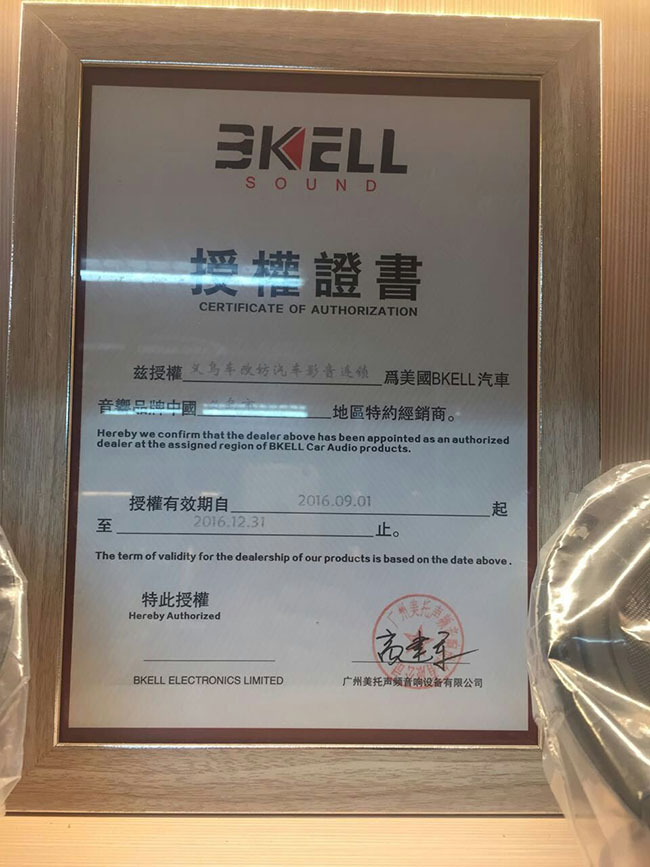 BKELL
SOUND
授權證書
CERTIFICATE OF AUTHORIZATION
兹授權 义乌车改坊汽车影音连锁 爲美國BKELL汽車
音響品牌中國 地區特約經銷商。
Hereby we confirm that the dealer above has been appointed as an authorized
dealer at the assigned region of BKELL Car Audio products.
授權有效期自 2016.09.01 起
至 2016.12.31 止。
The term of validity for the dealership of our products is based on the date above.
特此授權
Hereby Authorized
BKELL ELECTRONICS LIMITED
广州美托声频音响设备有限公司